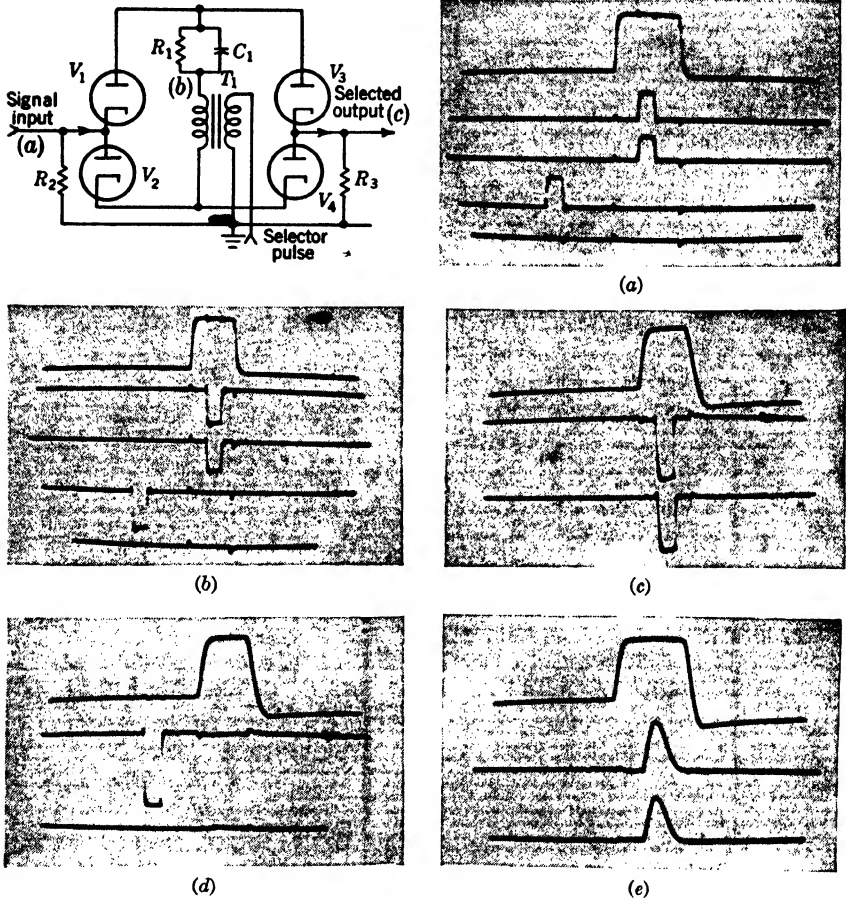 R1
C1
(b)
T1
V1
V3
Signal
input
(a)
Selected
output (c)
R2
V2
V4
R3
Selector
pulse
(a)
(b)
(c)
(d)
(e)